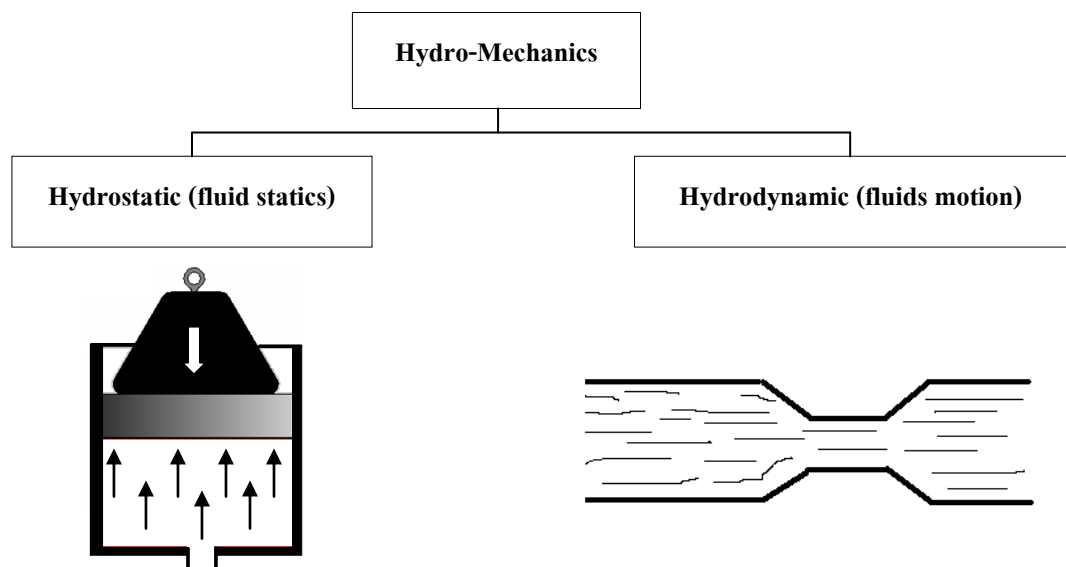 Hydro-Mechanics
Hydrostatic (fluid statics)
Hydrodynamic (fluids motion)